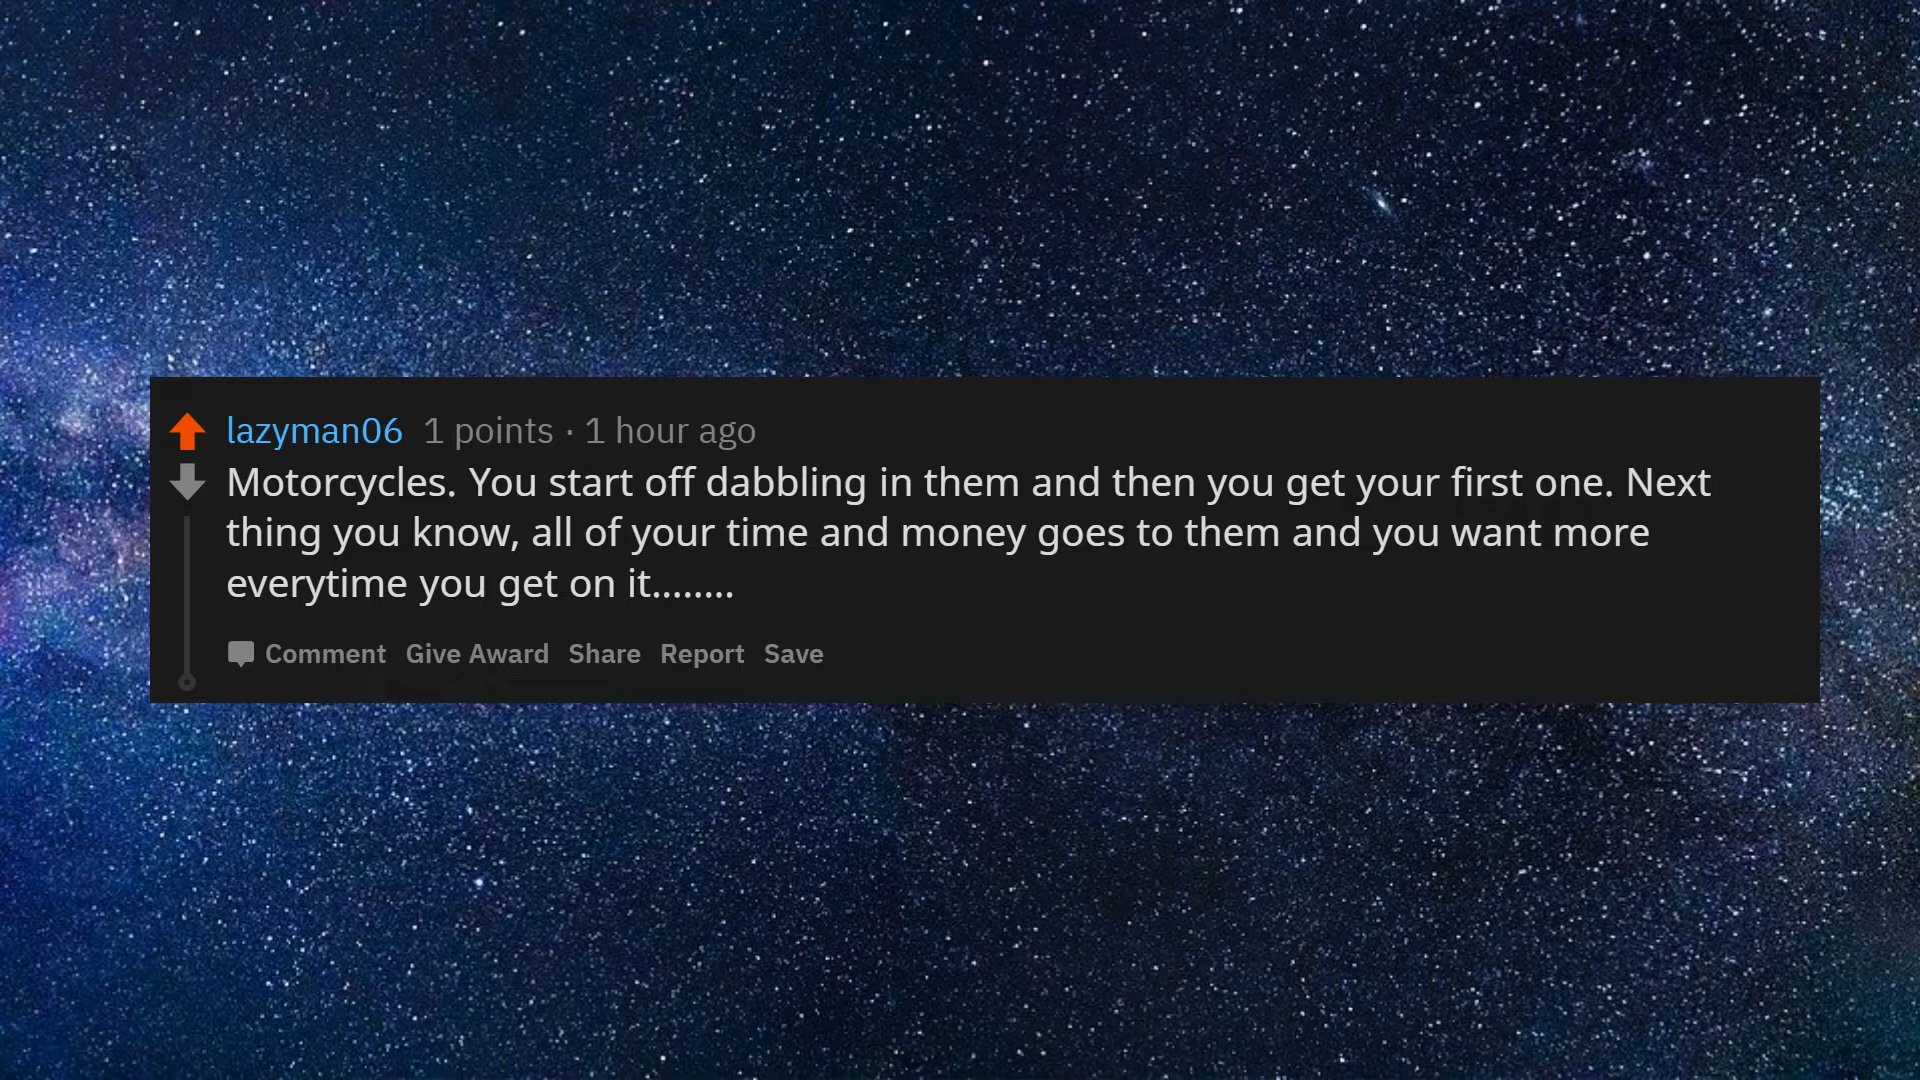 lazyman06 1 points · 1 hour ago
Motorcycles. You start off dabbling in them and then you get your first one. Next
thing you know, all of your time and money goes to them and you want more
everytime you get on it........
Comment Give Award Share Report Save